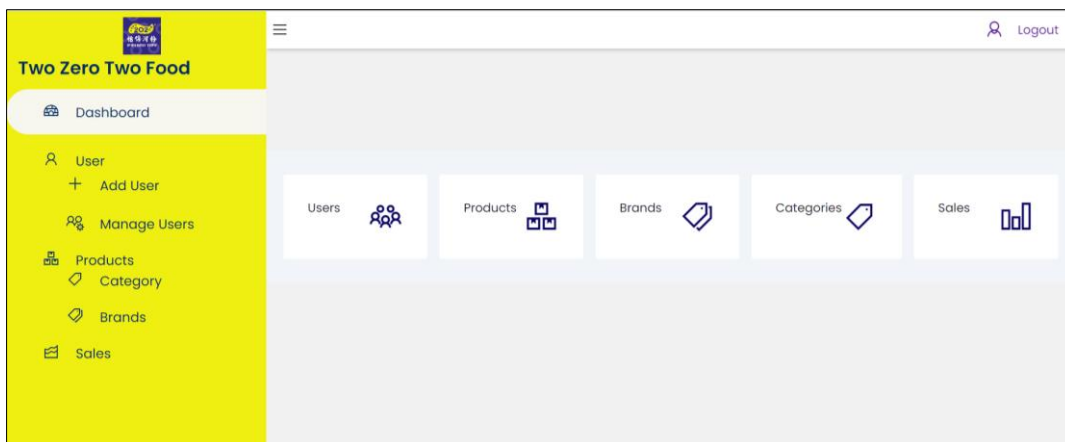 202
Two Zero Two Food
Logout
Dashboard
User
Add User
Manage Users
Products
Category
Brands
Sales
Users
Products
Brands
Categories
Sales